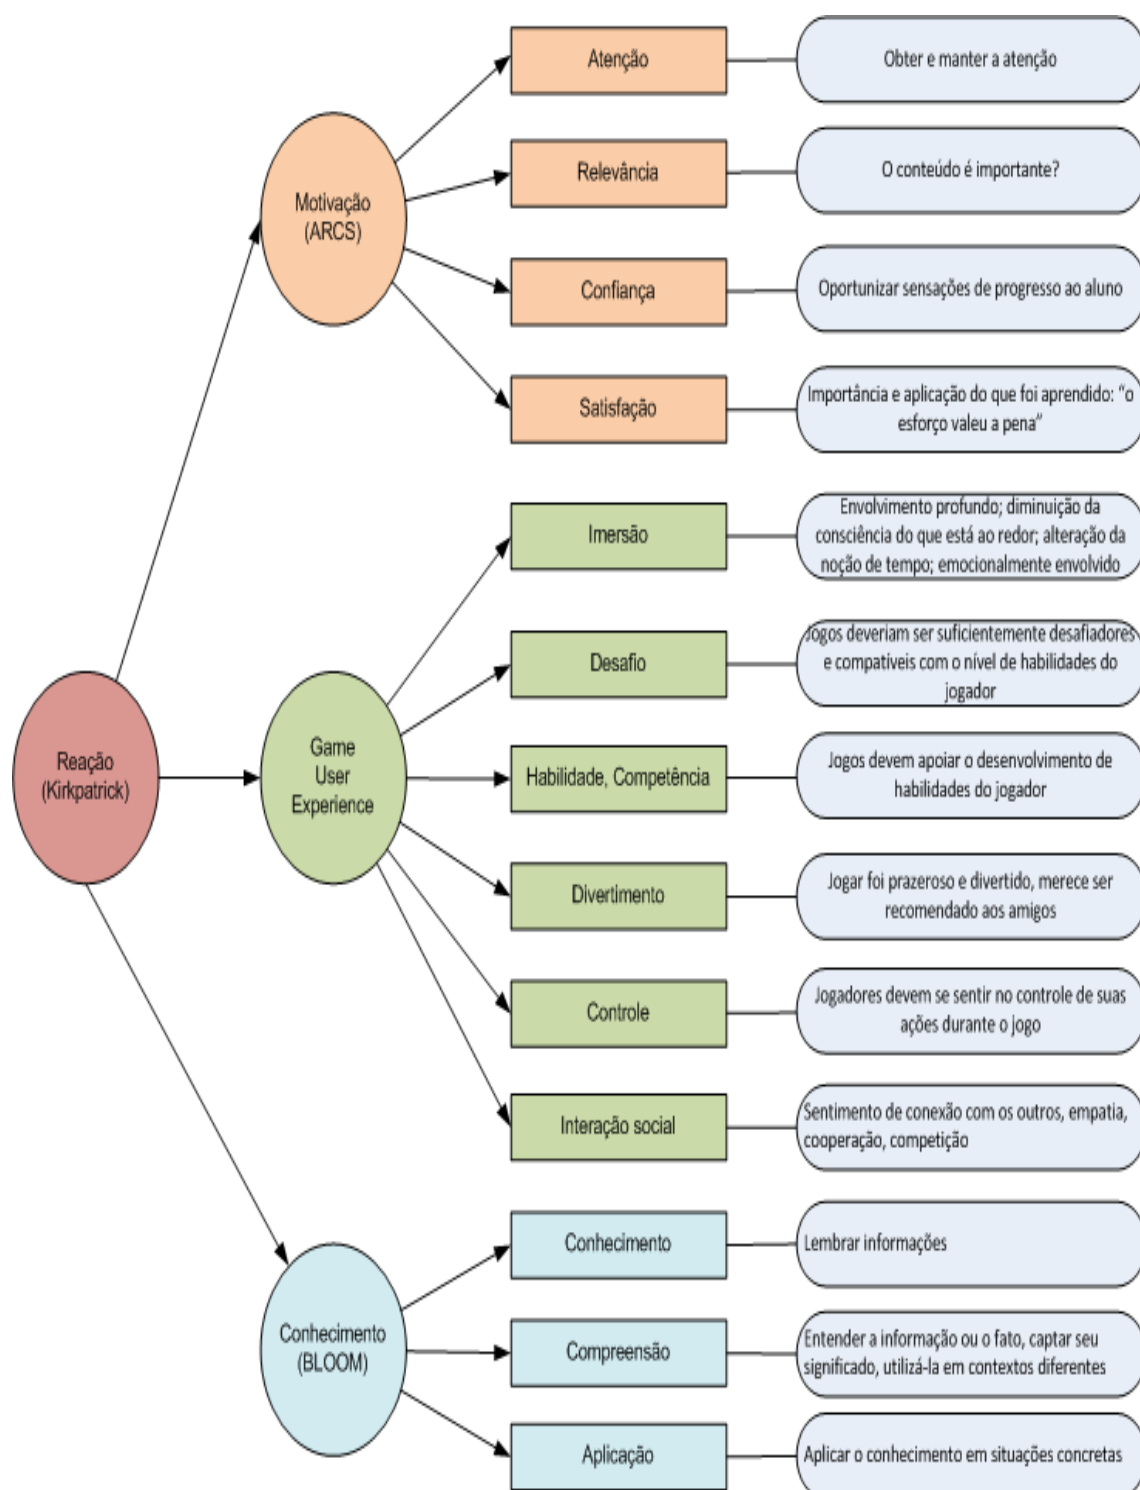 Atenção
Obter e manter a atenção
Relevância
O conteúdo é importante?
Motivação
(ARCS)
Confiança
Oportunizar sensações de progresso ao aluno
Satisfação
Importância e aplicação do que foi aprendido: “o
esforço valeu a pena”
Imersão
Envolvimento profundo; diminuição da
consciência do que está ao redor; alteração da
noção de tempo; emocionalmente envolvido
Desafio
Jogos deveriam ser suficientemente desafiadores
e compatíveis com o nível de habilidades do
jogador
Reação
(Kirkpatrick)
Game
User
Experience
Habilidade, Competência
Jogos devem apoiar o desenvolvimento de
habilidades do jogador
Divertimento
Jogar foi prazeroso e divertido, merece ser
recomendado aos amigos
Controle
Jogadores devem se sentir no controle de suas
ações durante o jogo
Interação social
Sentimento de conexão com os outros, empatia,
cooperação, competição
Conhecimento
Lembrar informações
Conhecimento
(BLOOM)
Compreensão
Entender a informação ou o fato, captar seu
significado, utilizá-la em contextos diferentes
Aplicação
Aplicar o conhecimento em situações concretas